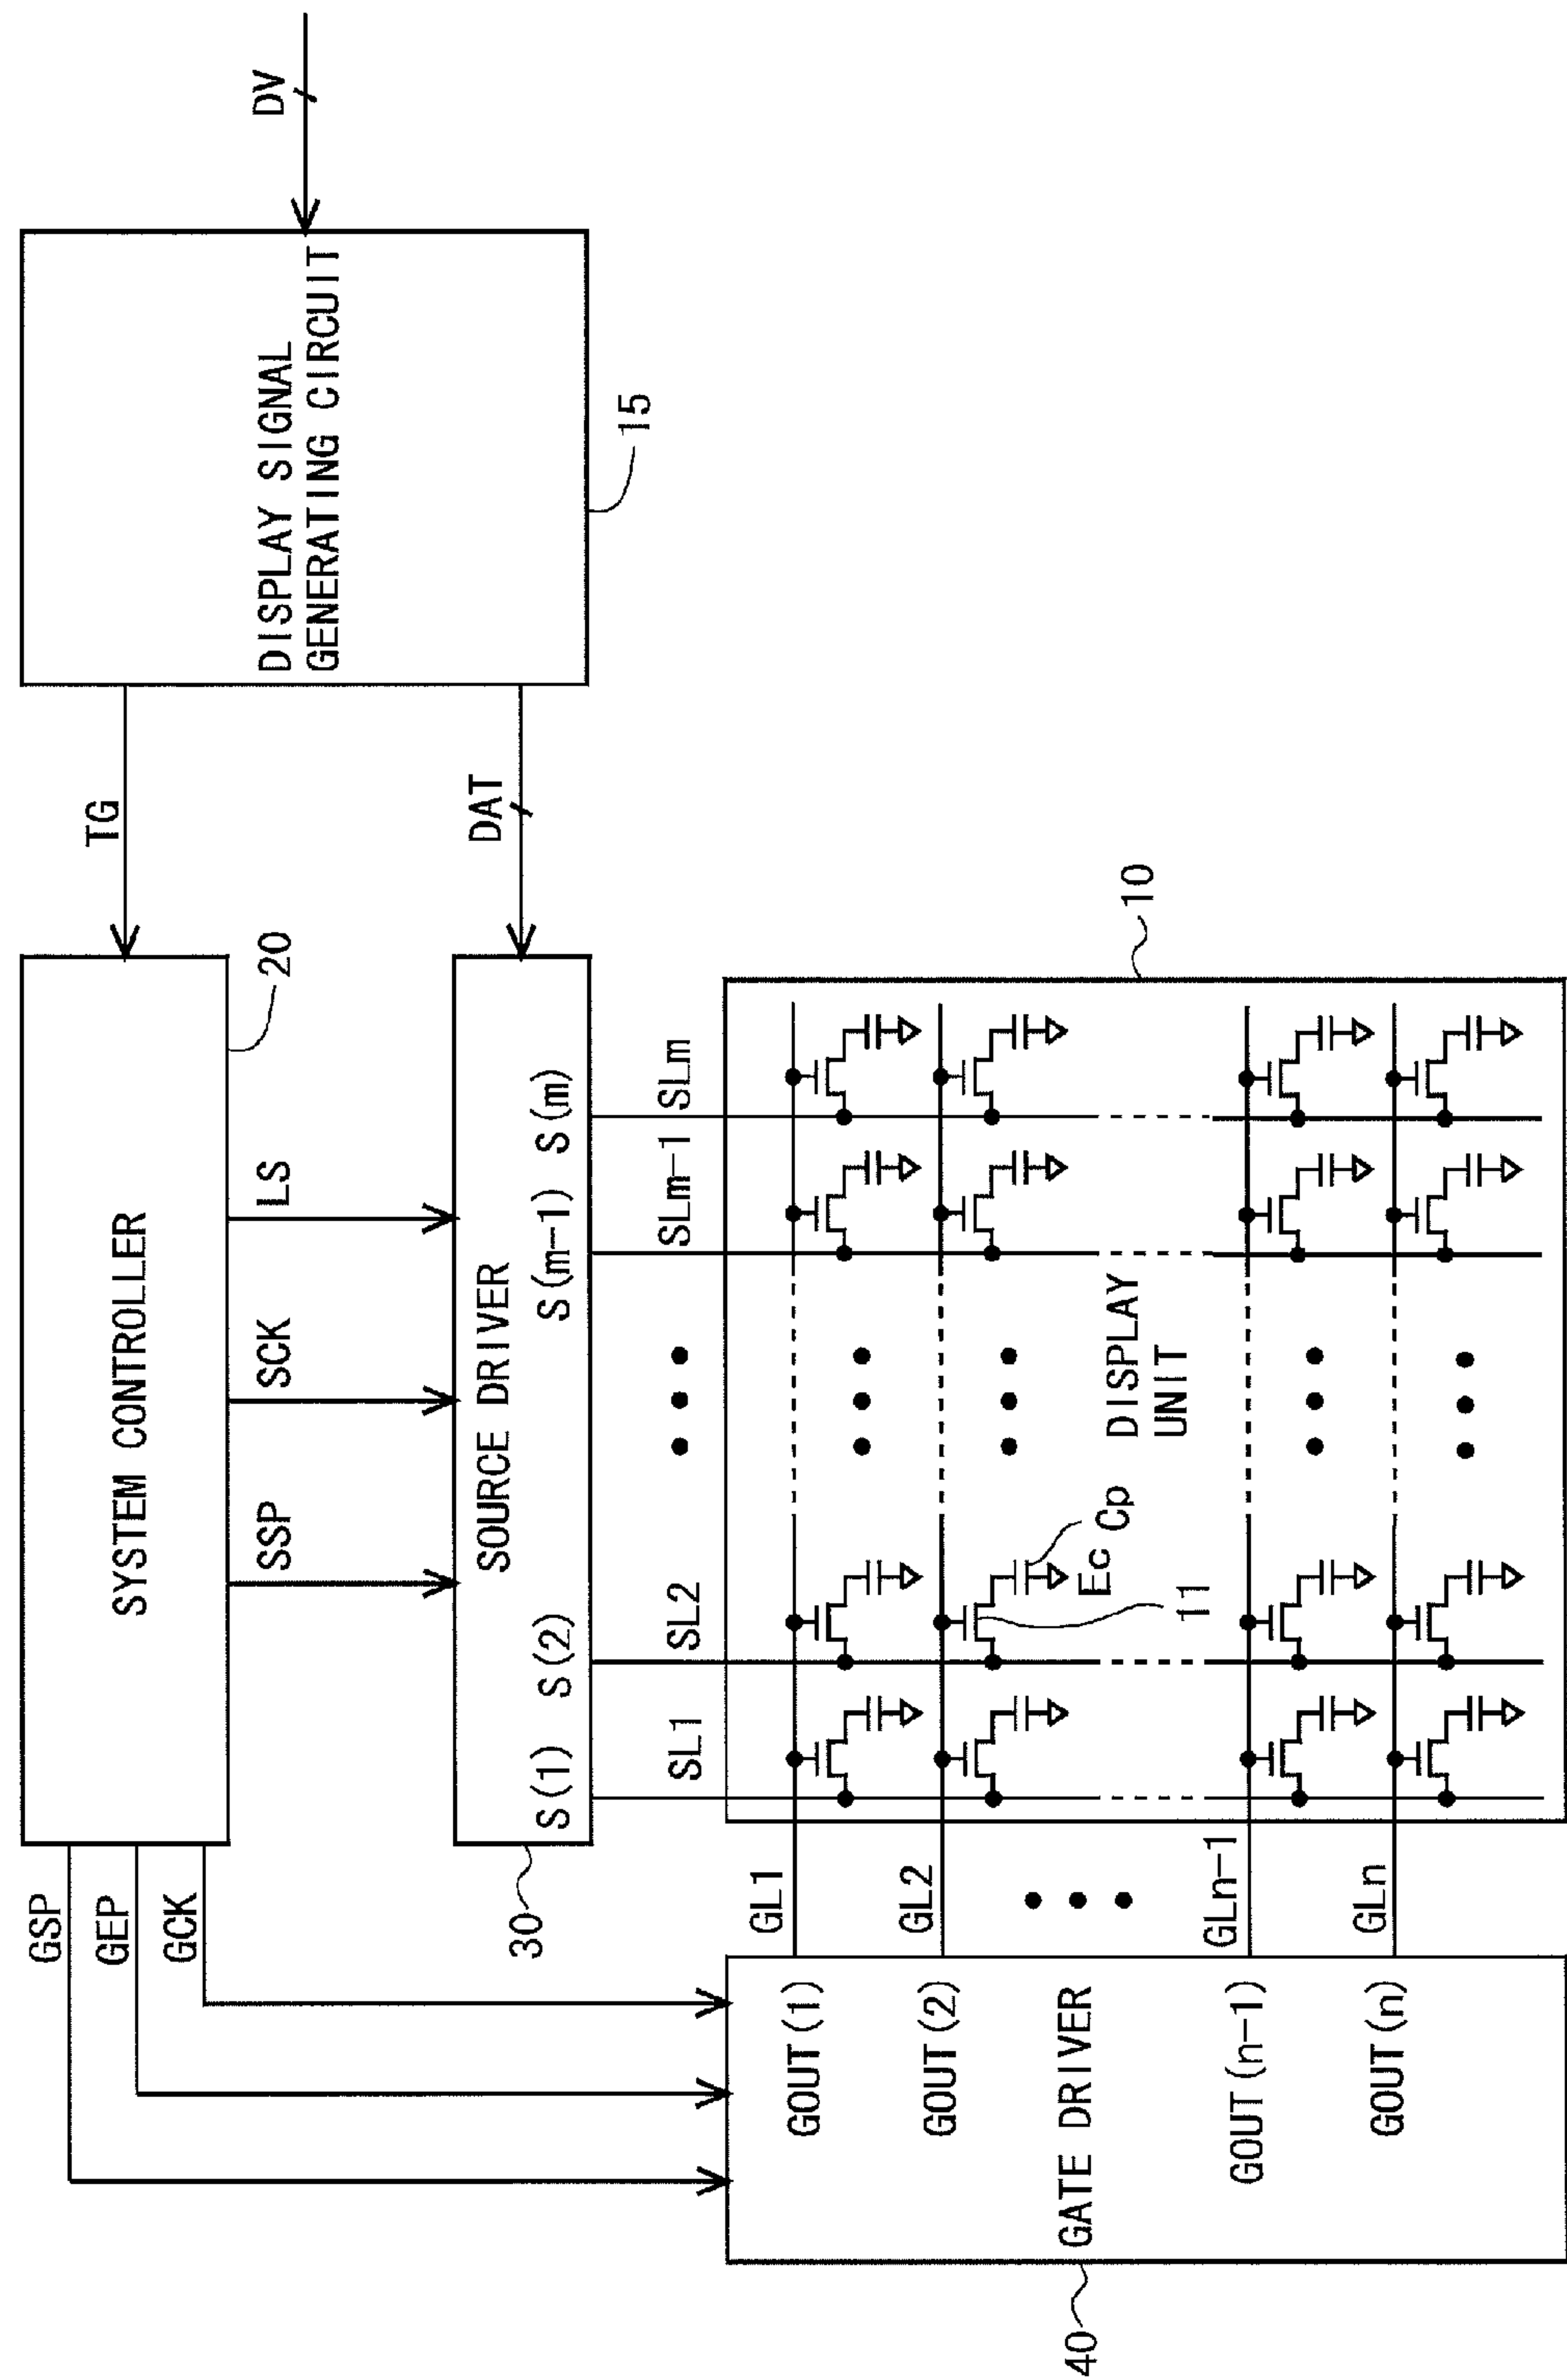 DV
DISPLAY SIGNAL
GENERATING CIRCUIT
15
TG
DAT
SYSTEM CONTROLLER
20
GSP
GEP
GCK
SSP
SCK
LS
SOURCE DRIVER
S(1) S(2) S(m-1) S(m)
30
SL1 SL2 SLm-1 SLm
10
GATE DRIVER
40
GOUT(1)
GOUT(2)
GOUT(n-1)
GOUT(n)
GL1
GL2
GLn-1
GLn
Ec
Cp
11
DISPLAY
UNIT